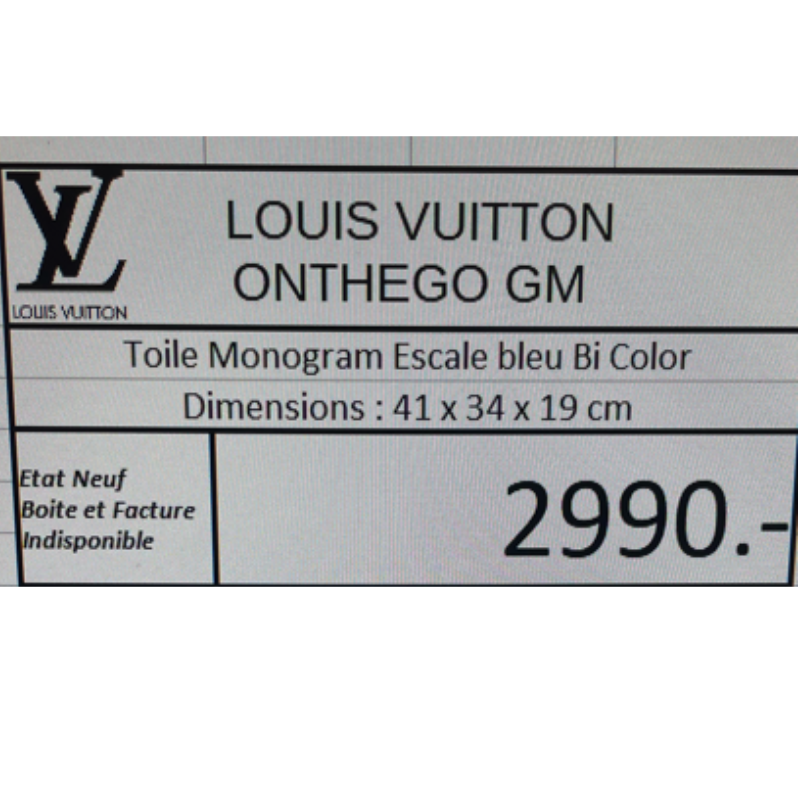 LOUIS VUITTON
LOUIS VUITTON
ONTHEGO GM
Toile Monogram Escale bleu Bi Color
Dimensions : 41 x 34 x 19 cm
Etat Neuf
Boite et Facture
Indisponible
2990.-